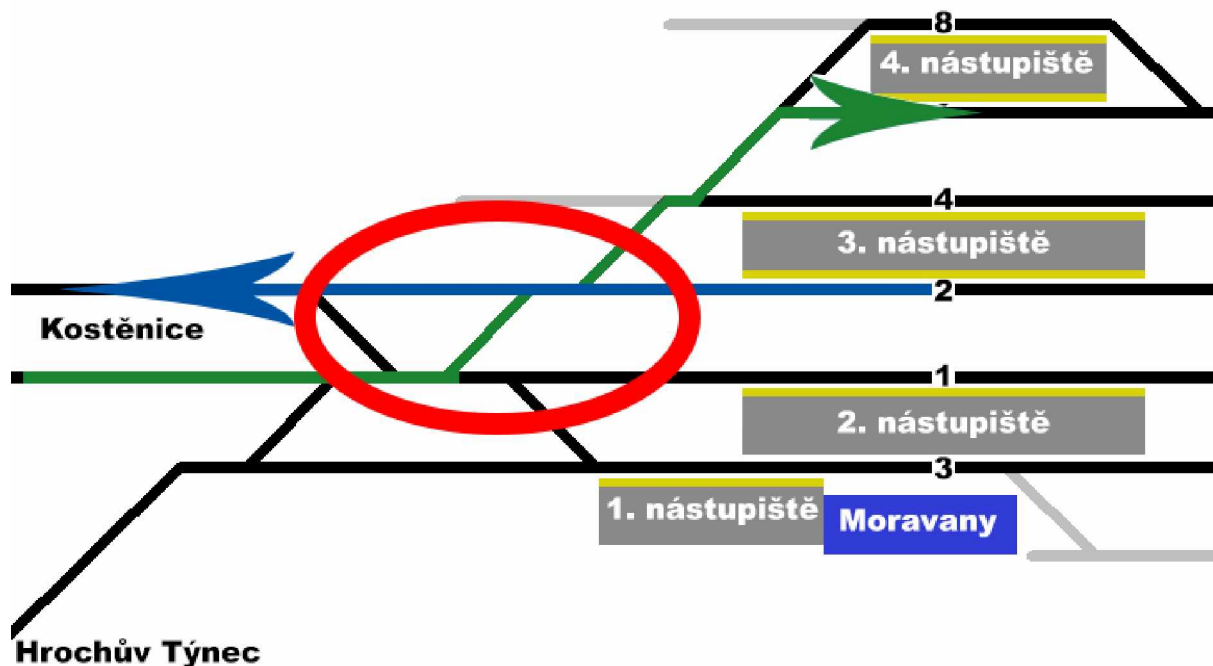 8
4. nástupiště
4
3. nástupiště
2
Kostěnice
1
2. nástupiště
3
1. nástupiště
Moravany
Hrochův Týnec